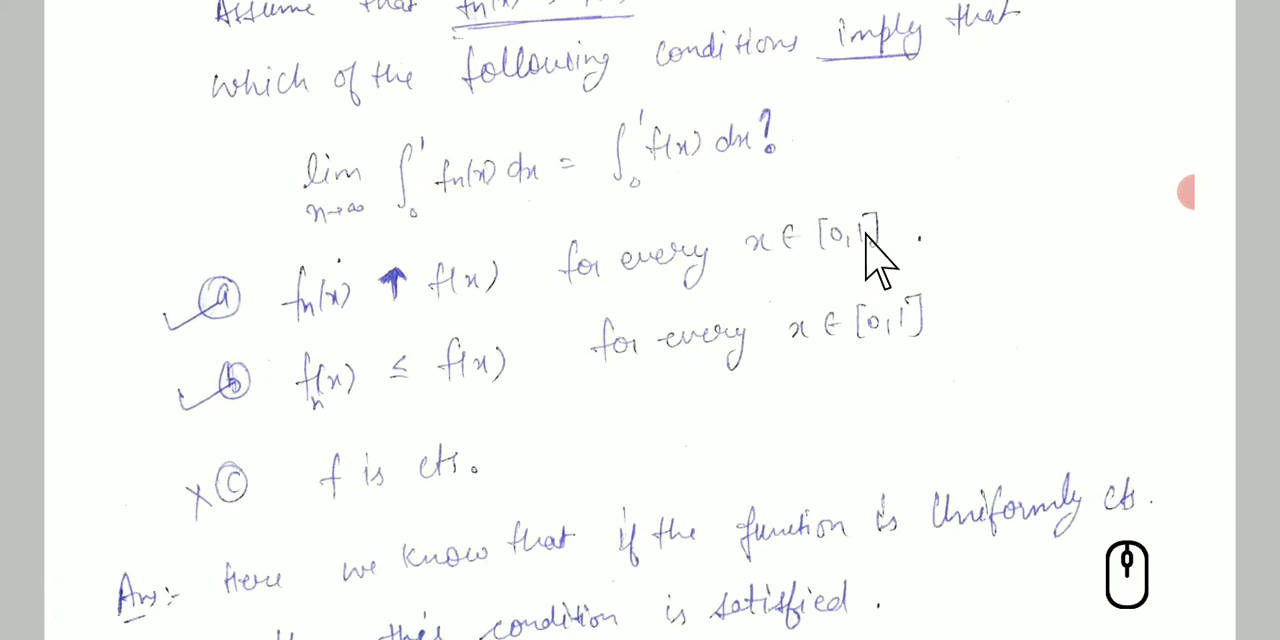 Assume that fn(x)
which of the following conditions imply that
lim n→∞ ∫₀¹ fn(x) dx = ∫₀¹ f(x) dx?
ⓐ fn(x) ↑ f(x) for every x ∈ [0,1].
ⓑ fn(x) ≤ f(x) for every x ∈ [0,1]
×ⓒ f is cts.
Ans:- Here we know that if the function is Uniformly cts.
this condition is satisfied.